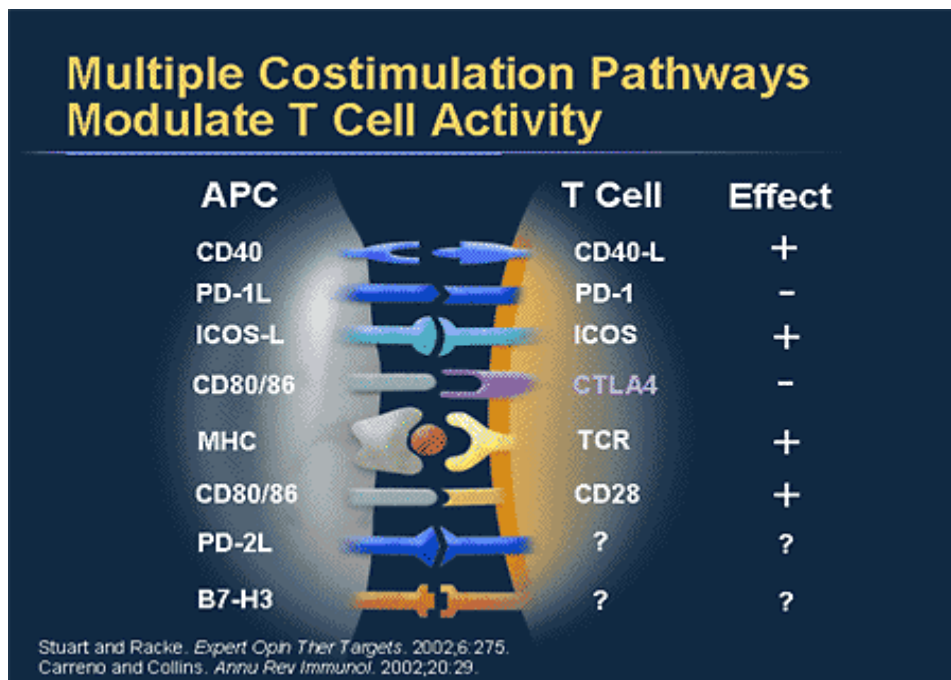 Multiple Costimulation Pathways
Modulate T Cell Activity
APC T Cell Effect
CD40 CD40-L +
PD-1L PD-1 -
ICOS-L ICOS +
CD80/86 CTLA4 -
MHC TCR +
CD80/86 CD28 +
PD-2L ? ?
B7-H3 ? ?
Stuart and Racke. Expert Opin Ther Targets. 2002;6:275.
Carreno and Collins. Annu Rev Immunol. 2002;20:29.